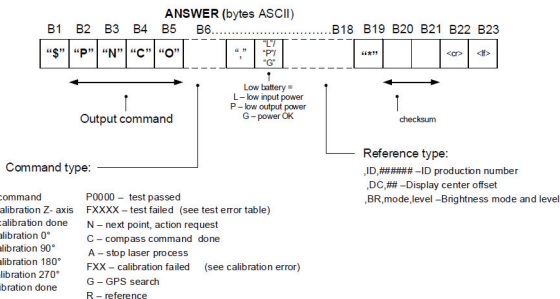 ANSWER (bytes ASCII)
B1 B2 B3 B4 B5 B6..............................B18 B19 B20 B21 B22 B23
“$” “P” “N” “C” “O” “,” “L”/ “P”/ “G” “*” <cr> <lf>
Output command
Low battery =
L – low input power
P – low output power
G – power OK
checksum
Command type:
command
alibration Z- axis
calibration done
alibration 0°
alibration 90°
alibration 180°
alibration 270°
libration done
P0000 – test passed
FXXXX – test failed (see test error table)
N – next point, action request
C – compass command done
A – stop laser process
FXX – calibration failed (see calibration error)
G – GPS search
R – reference
Reference type:
,ID,###### –ID production number
,DC,## –Display center offset
,BR,mode,level –Brightness mode and level